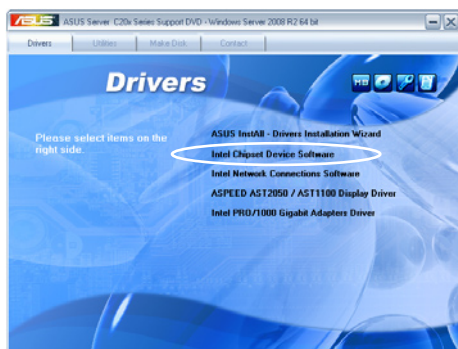 ASUS ASUS Server C20x Series Support DVD - Windows Server 2008 R2 64 bit
Drivers Utilities Make Disk Contact
Drivers
Please select items on the
right side.
ASUS InstAll - Drivers Installation Wizard
Intel Chipset Device Software
Intel Network Connections Software
ASPEED AST2050 / AST1100 Display Driver
Intel PRO/1000 Gigabit Adapters Driver